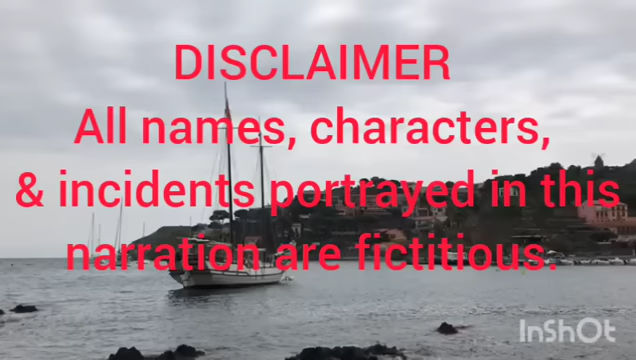 DISCLAIMER
All names, characters,
& incidents portrayed in this
narration are fictitious.
InShOt